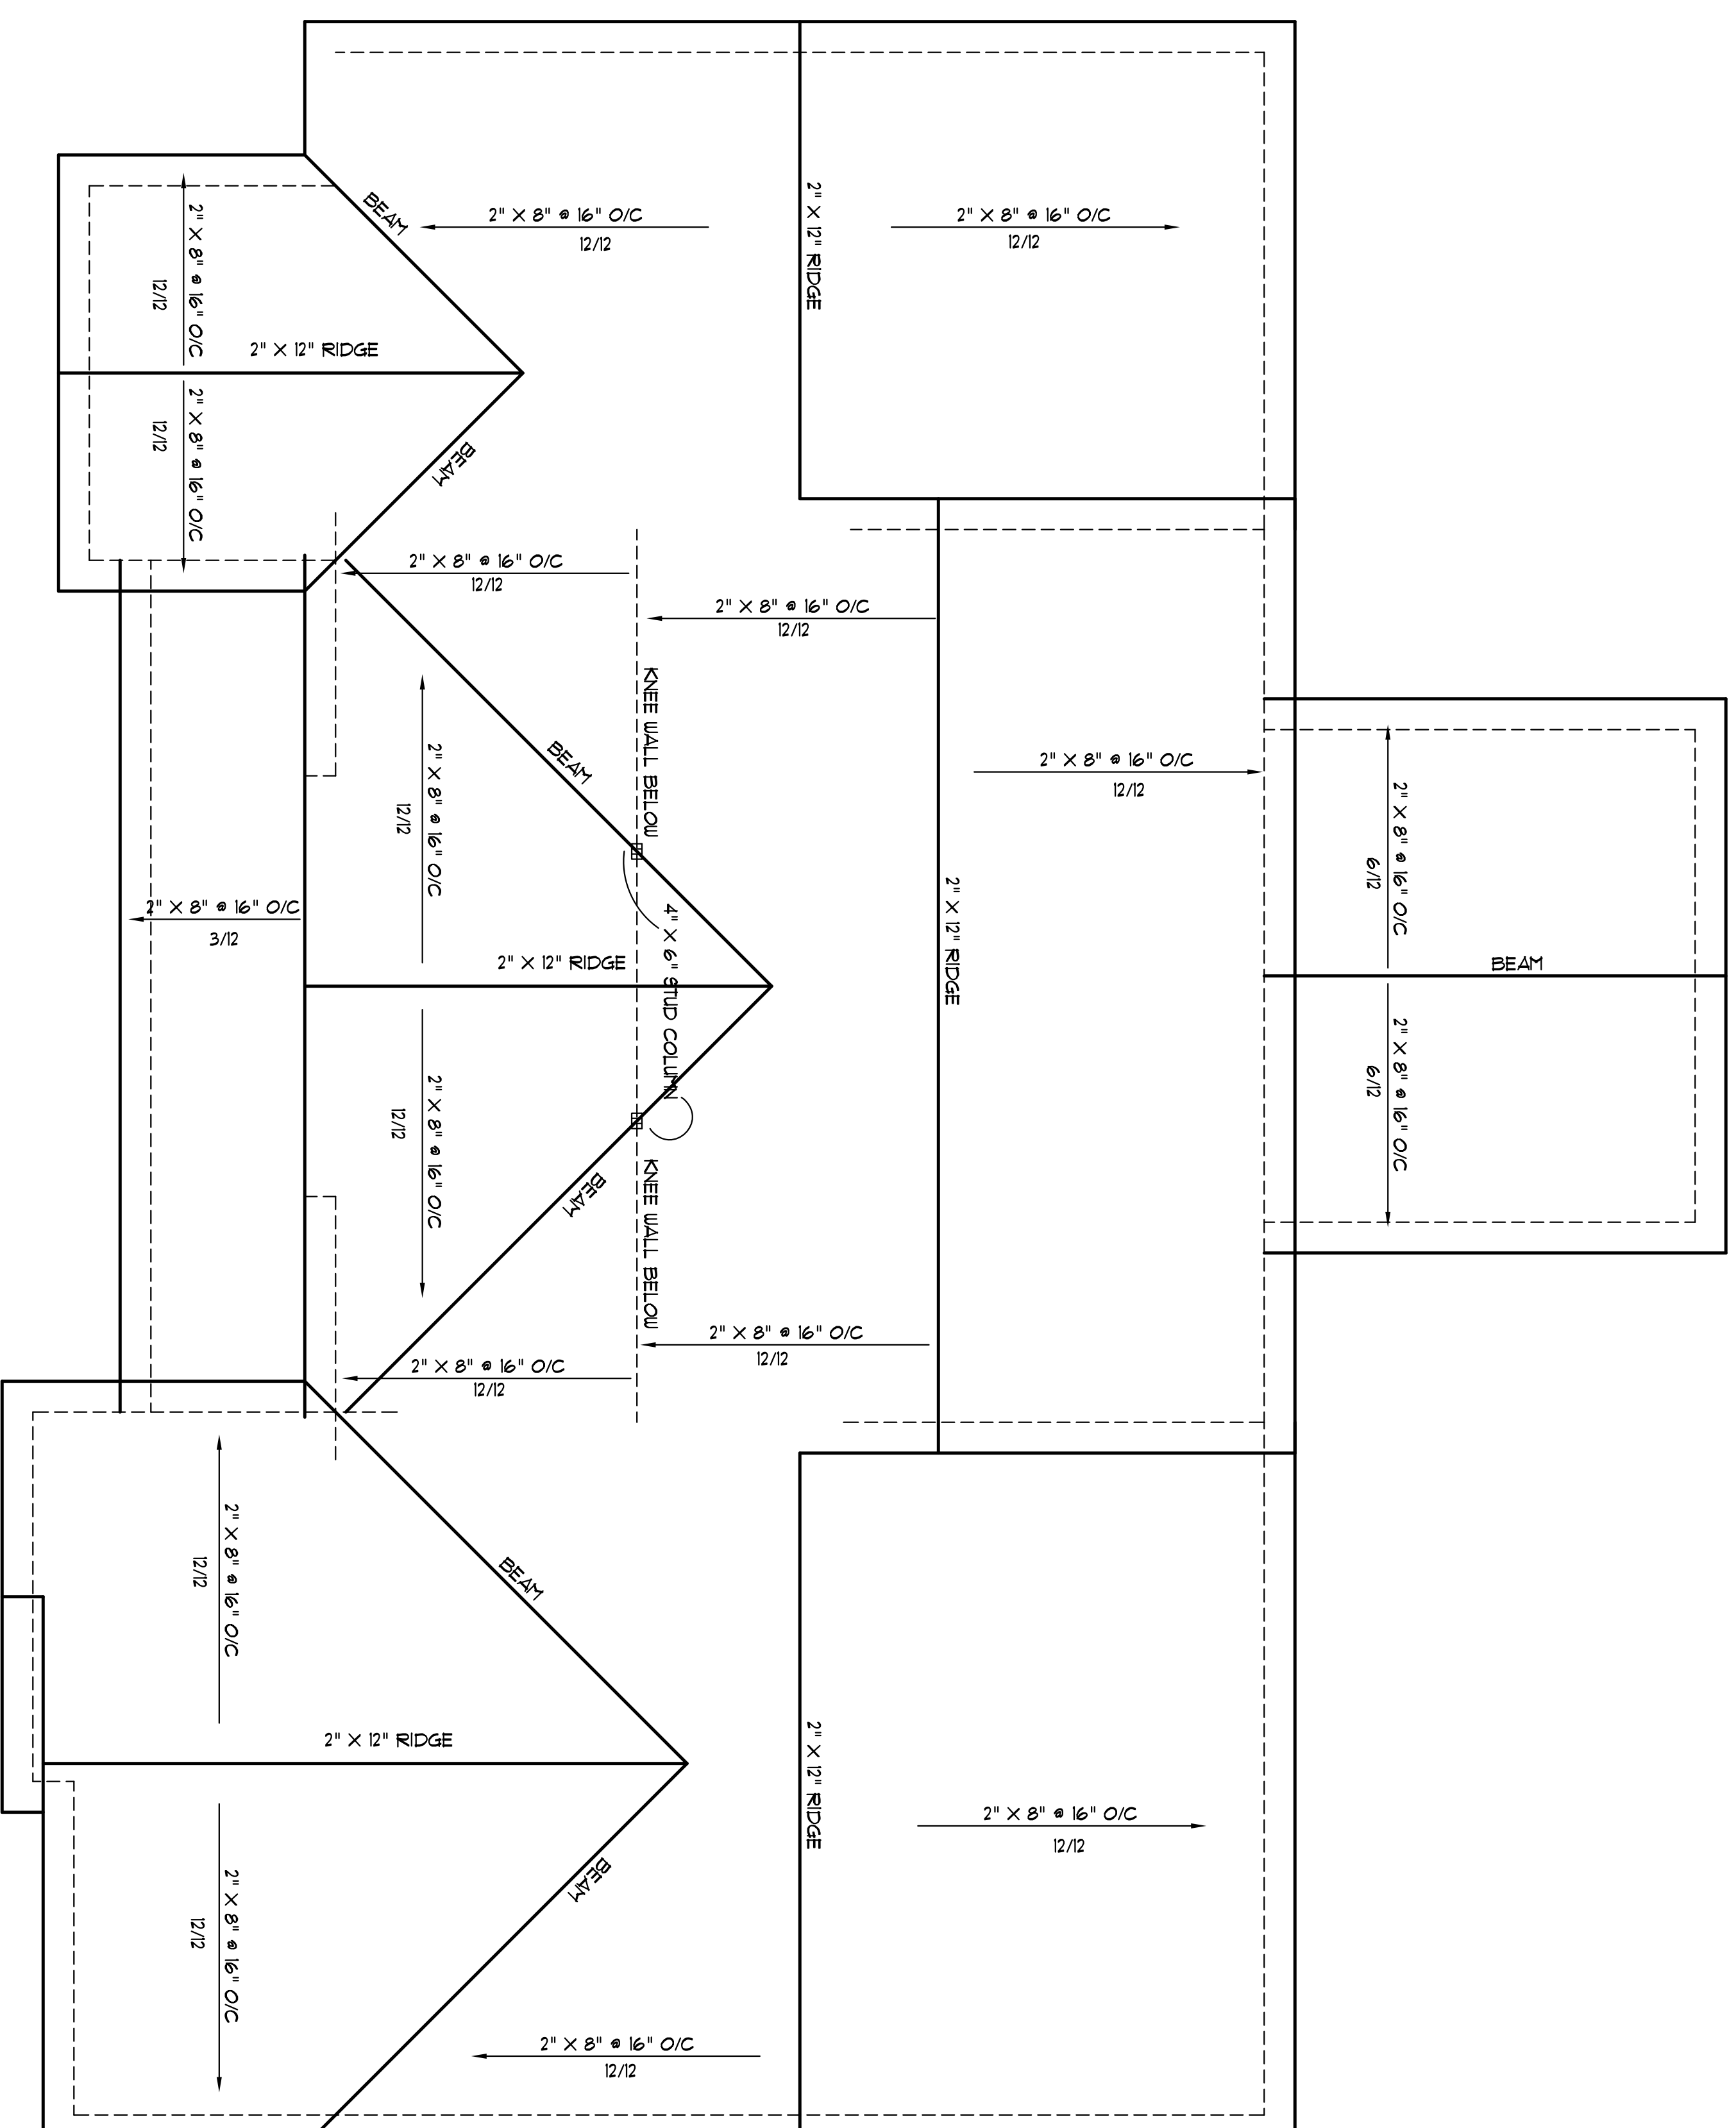 2" X 8" @ 16" O/C
12/12
2" X 8" @ 16" O/C
12/12
2" X 12" RIDGE
BEAM
2" X 8" @ 16" O/C
12/12
2" X 12" RIDGE
2" X 8" @ 16" O/C
12/12
BEAM
2" X 8" @ 16" O/C
12/12
2" X 8" @ 16" O/C
12/12
KNEE WALL BELOW
BEAM
2" X 8" @ 16" O/C
12/12
2" X 8" @ 16" O/C
12/12
2" X 8" @ 16" O/C
6/12
2" X 8" @ 16" O/C
3/12
2" X 12" RIDGE
4" X 6" STUD COLUMN
2" X 12" RIDGE
BEAM
2" X 8" @ 16" O/C
12/12
2" X 8" @ 16" O/C
6/12
BEAM
KNEE WALL BELOW
2" X 8" @ 16" O/C
12/12
2" X 8" @ 16" O/C
12/12
BEAM
2" X 8" @ 16" O/C
12/12
2" X 12" RIDGE
2" X 12" RIDGE
2" X 8" @ 16" O/C
12/12
BEAM
2" X 8" @ 16" O/C
12/12
2" X 8" @ 16" O/C
12/12